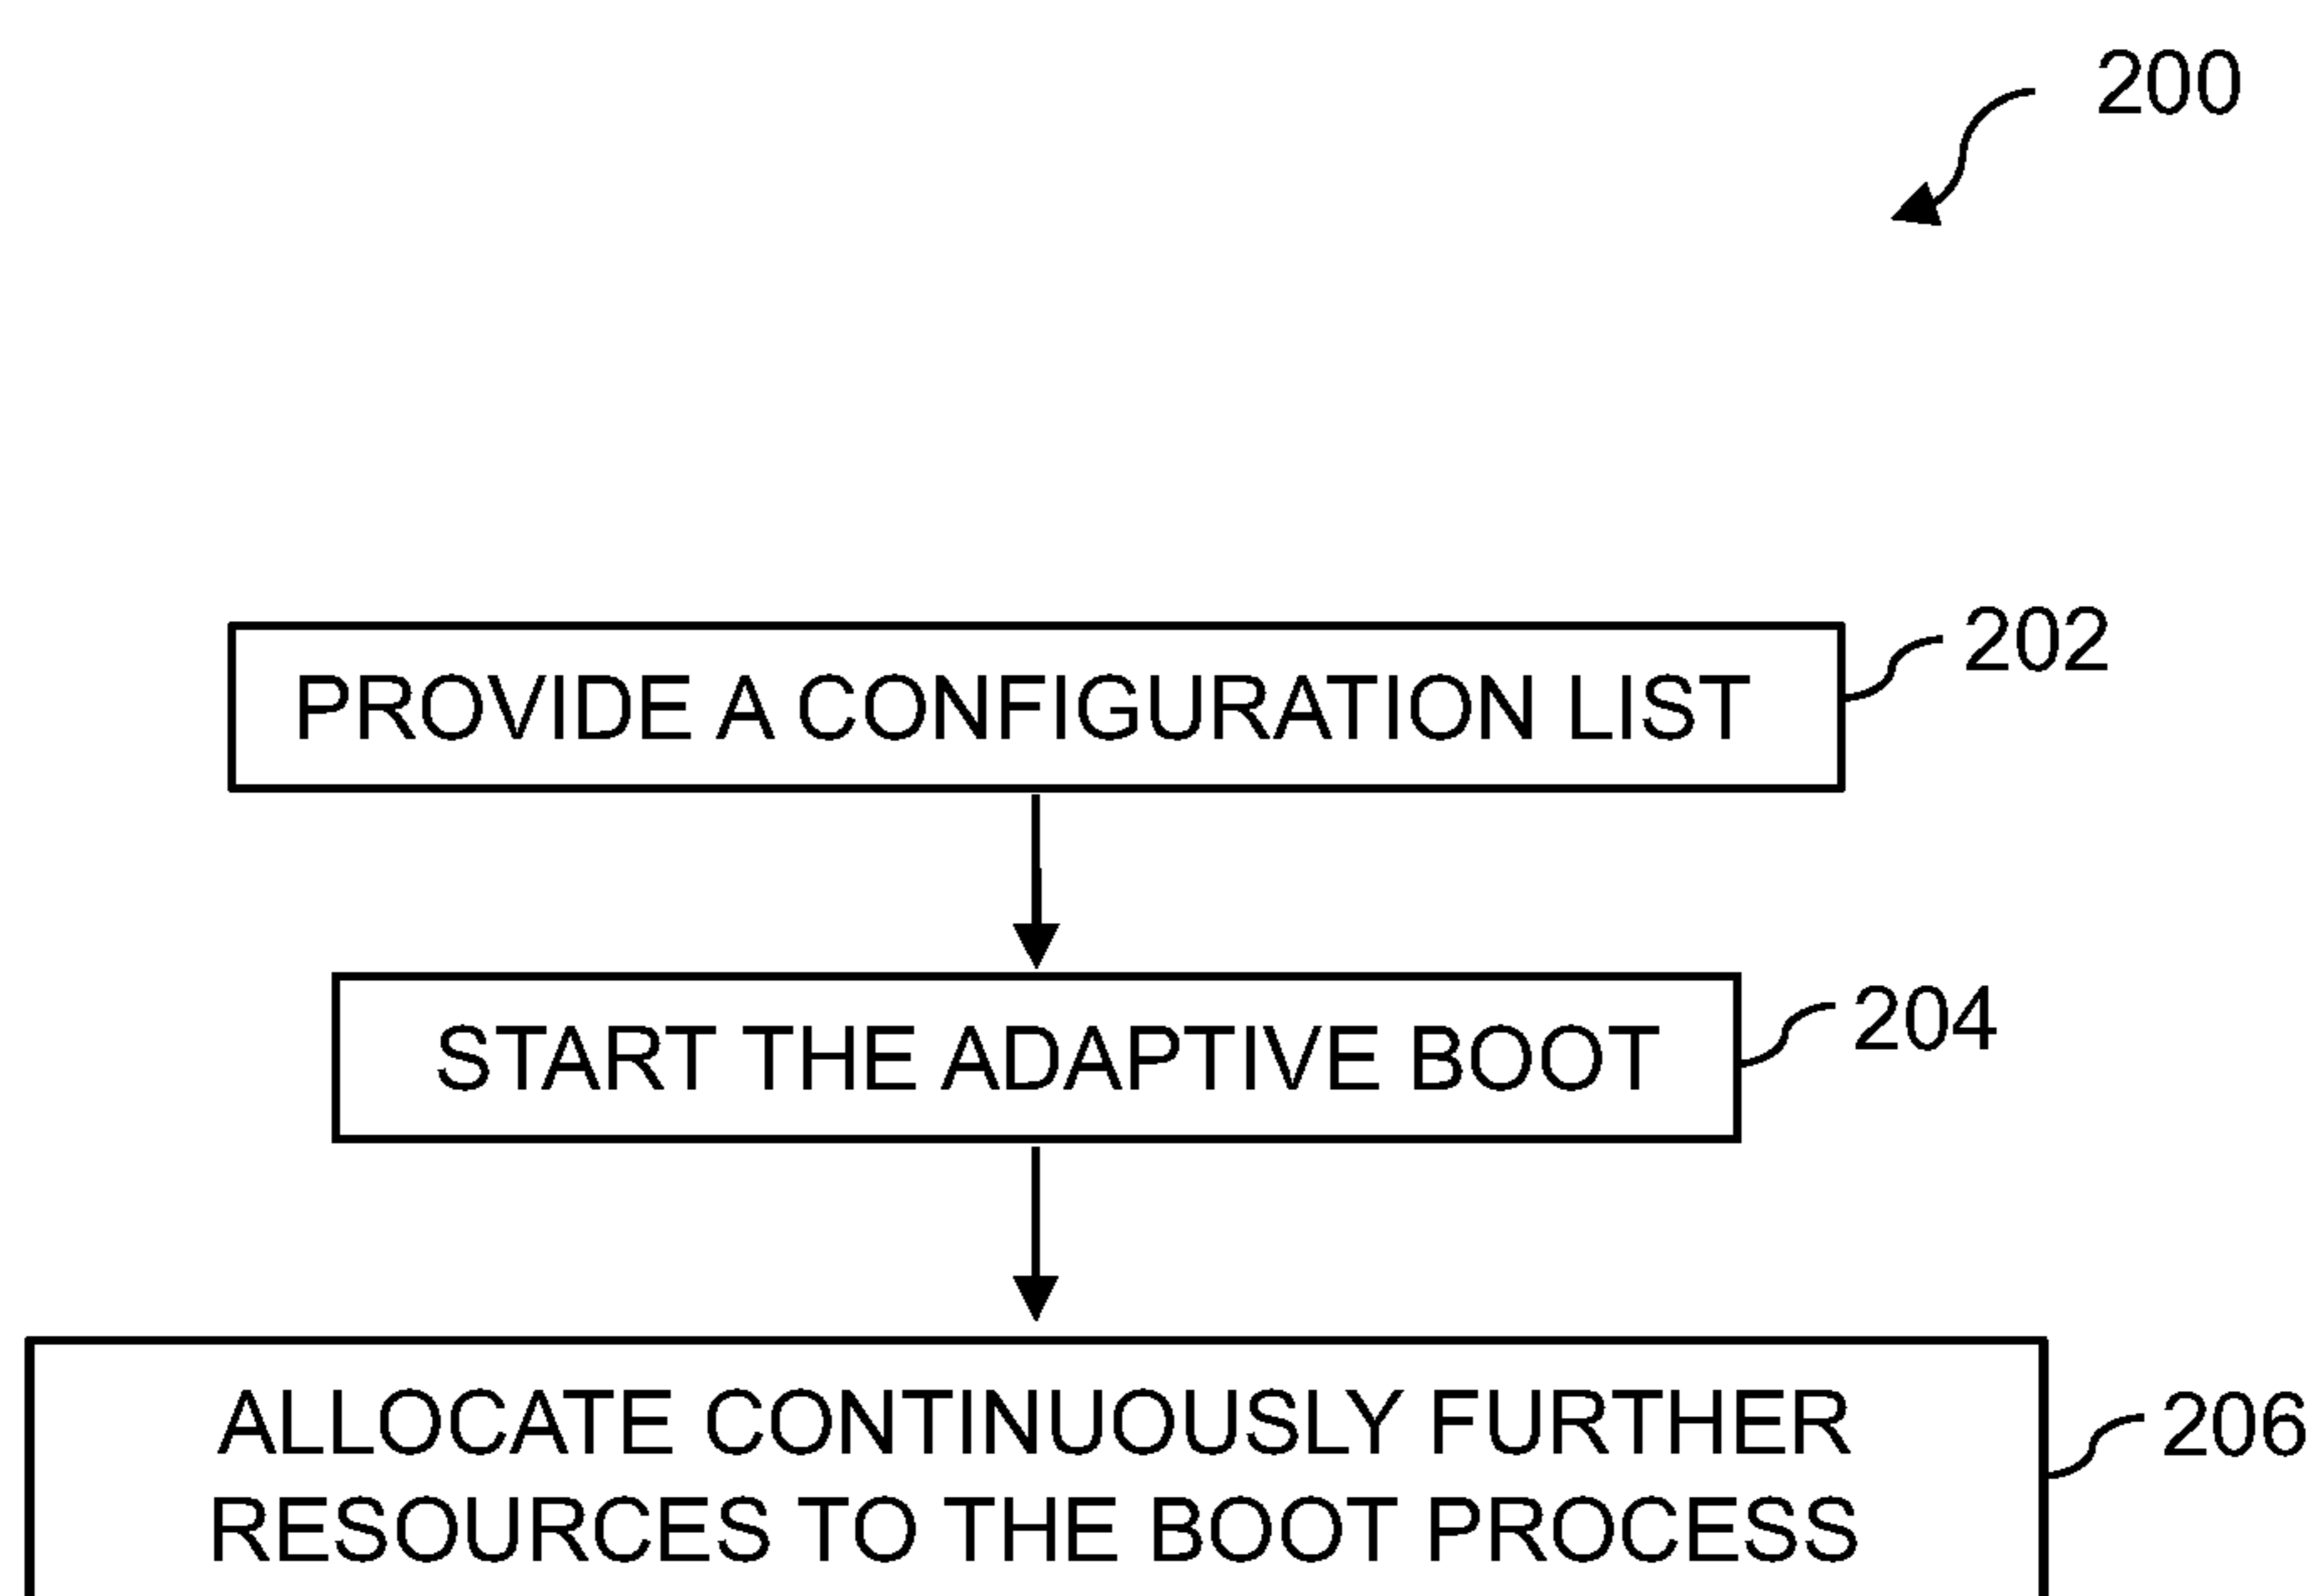 200
PROVIDE A CONFIGURATION LIST
202
START THE ADAPTIVE BOOT
204
ALLOCATE CONTINUOUSLY FURTHER
RESOURCES TO THE BOOT PROCESS
206